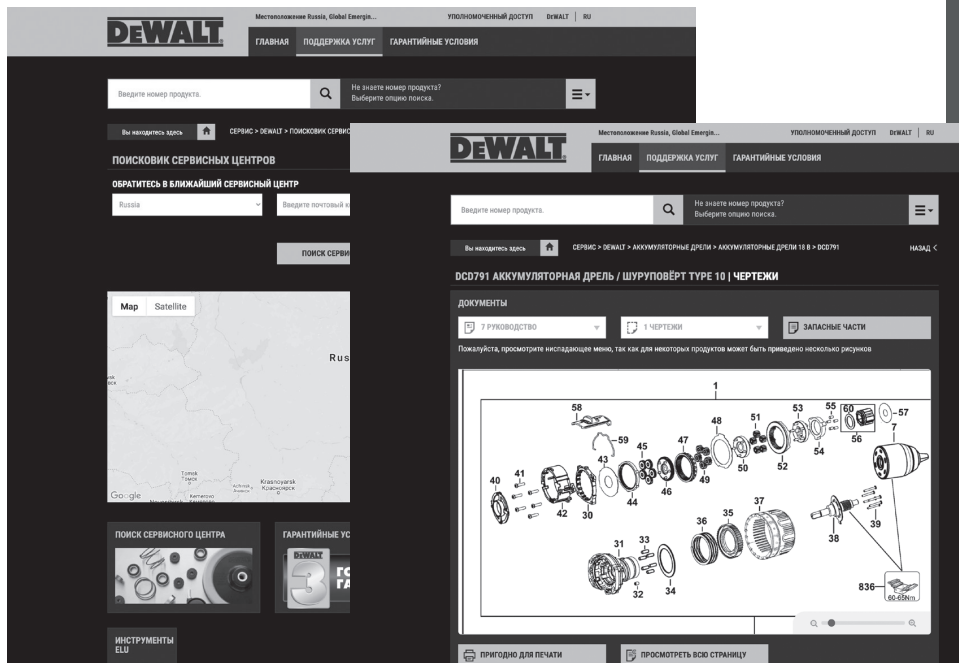 DEWALT
Местоположение Russia, Global Emergin...
УПОЛНОМОЧЕННЫЙ ДОСТУП
DEWALT | RU
ГЛАВНАЯ
ПОДДЕРЖКА УСЛУГ
ГАРАНТИЙНЫЕ УСЛОВИЯ
Введите номер продукта.
Не знаете номер продукта?
Выберите опцию поиска.
Вы находитесь здесь
СЕРВИС > DEWALT > ПОИСКОВИК СЕРВИС
ПОИСКОВИК СЕРВИСНЫХ ЦЕНТРОВ
ОБРАТИТЕСЬ В БЛИЖАЙШИЙ СЕРВИСНЫЙ ЦЕНТР
Russia
Введите почтовый к
ПОИСК СЕРВИ
Map
Satellite
Rus
Tomsk
Томск
Achinsk
Ачинск
Krasnoyarsk
Красноярск
Kemerovo
Google
ПОИСК СЕРВИСНОГО ЦЕНТРА
ГАРАНТИЙНЫЕ УС
DEWALT
3
ГО
ГА
ИНСТРУМЕНТЫ
ELU
DEWALT
Местоположение Russia, Global Emergin...
УПОЛНОМОЧЕННЫЙ ДОСТУП
DEWALT | RU
ГЛАВНАЯ
ПОДДЕРЖКА УСЛУГ
ГАРАНТИЙНЫЕ УСЛОВИЯ
Введите номер продукта.
Не знаете номер продукта?
Выберите опцию поиска.
Вы находитесь здесь
СЕРВИС > DEWALT > АККУМУЛЯТОРНЫЕ ДРЕЛИ > АККУМУЛЯТОРНЫЕ ДРЕЛИ 18 В > DCD791
НАЗАД <
DCD791 АККУМУЛЯТОРНАЯ ДРЕЛЬ / ШУРУПОВЁРТ TYPE 10 | ЧЕРТЕЖИ
ДОКУМЕНТЫ
7 РУКОВОДСТВО
1 ЧЕРТЕЖИ
ЗАПАСНЫЕ ЧАСТИ
Пожалуйста, просмотрите ниспадающее меню, так как для некоторых продуктов может быть приведено несколько рисунков
1
58
59
43
45
47
48
51
53
55
60
57
7
56
54
52
50
49
46
44
30
42
41
40
37
35
36
39
38
33
31
34
32
836
60-65Nm
ПРИГОДНО ДЛЯ ПЕЧАТИ
ПРОСМОТРЕТЬ ВСЮ СТРАНИЦУ